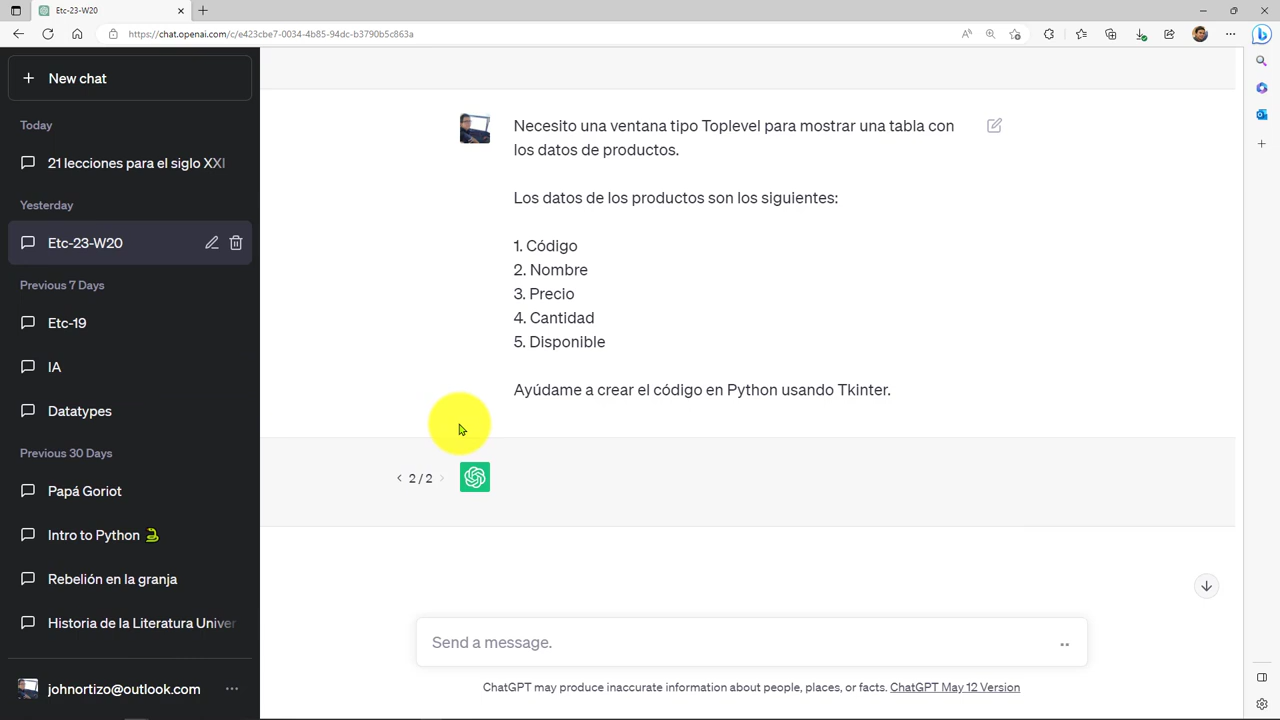 Etc-23-W20
https://chat.openai.com/c/e423cbe7-0034-4b85-94dc-b3790b5c863a
New chat
Today
21 lecciones para el siglo XXI
Yesterday
Etc-23-W20
Previous 7 Days
Etc-19
IA
Datatypes
Previous 30 Days
Papá Goriot
Intro to Python
Rebelión en la granja
Historia de la Literatura Univer
johnortizo@outlook.com
Necesito una ventana tipo Toplevel para mostrar una tabla con
los datos de productos.
Los datos de los productos son los siguientes:
1. Código
2. Nombre
3. Precio
4. Cantidad
5. Disponible
Ayúdame a crear el código en Python usando Tkinter.
< 2 / 2 >
Send a message.
ChatGPT may produce inaccurate information about people, places, or facts. ChatGPT May 12 Version